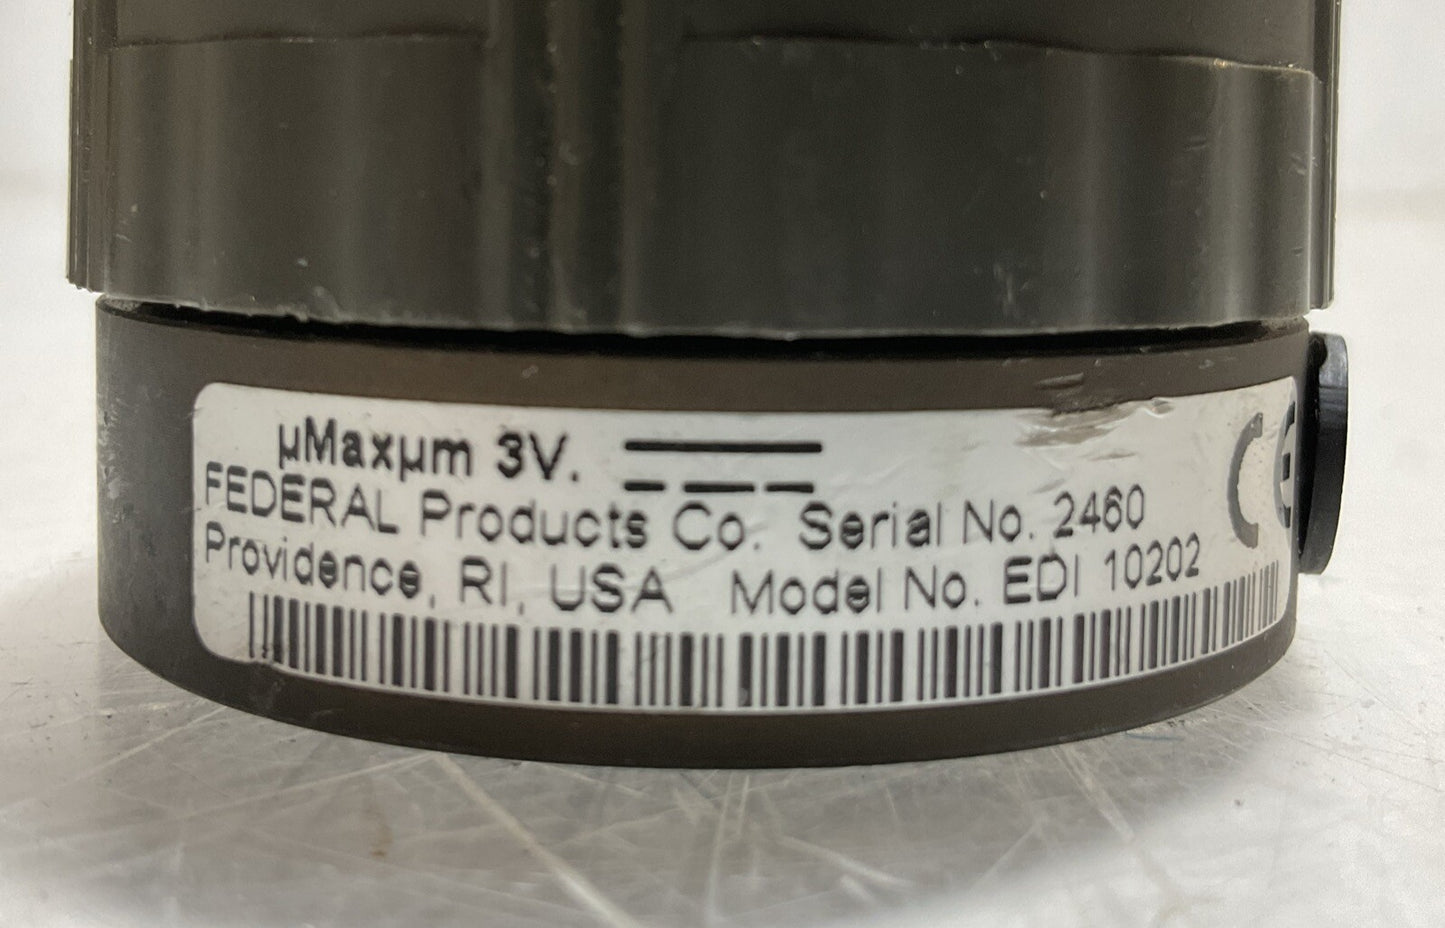 µMaxµm 3V.
FEDERAL Products Co. Serial No. 2460
Providence, RI, USA Model No. EDI 10202
CE